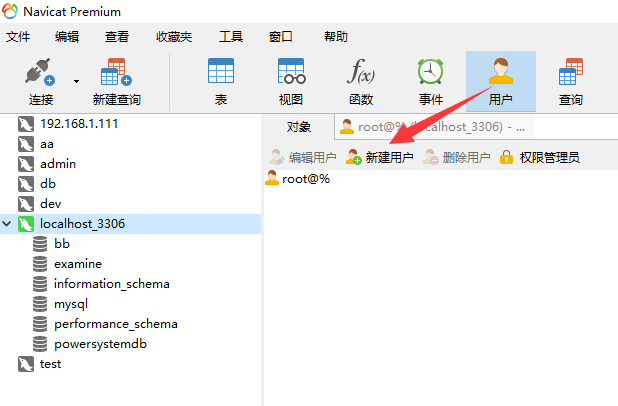 Navicat Premium
文件 编辑 查看 收藏夹 工具 窗口 帮助
连接 新建查询 表 视图 f(x) 函数 事件 用户 查询
192.168.1.111
aa
admin
db
dev
localhost_3306
bb
examine
information_schema
mysql
performance_schema
powersystemdb
test
对象 root@% (localhost_3306) - ...
编辑用户 新建用户 删除用户 权限管理员
root@%